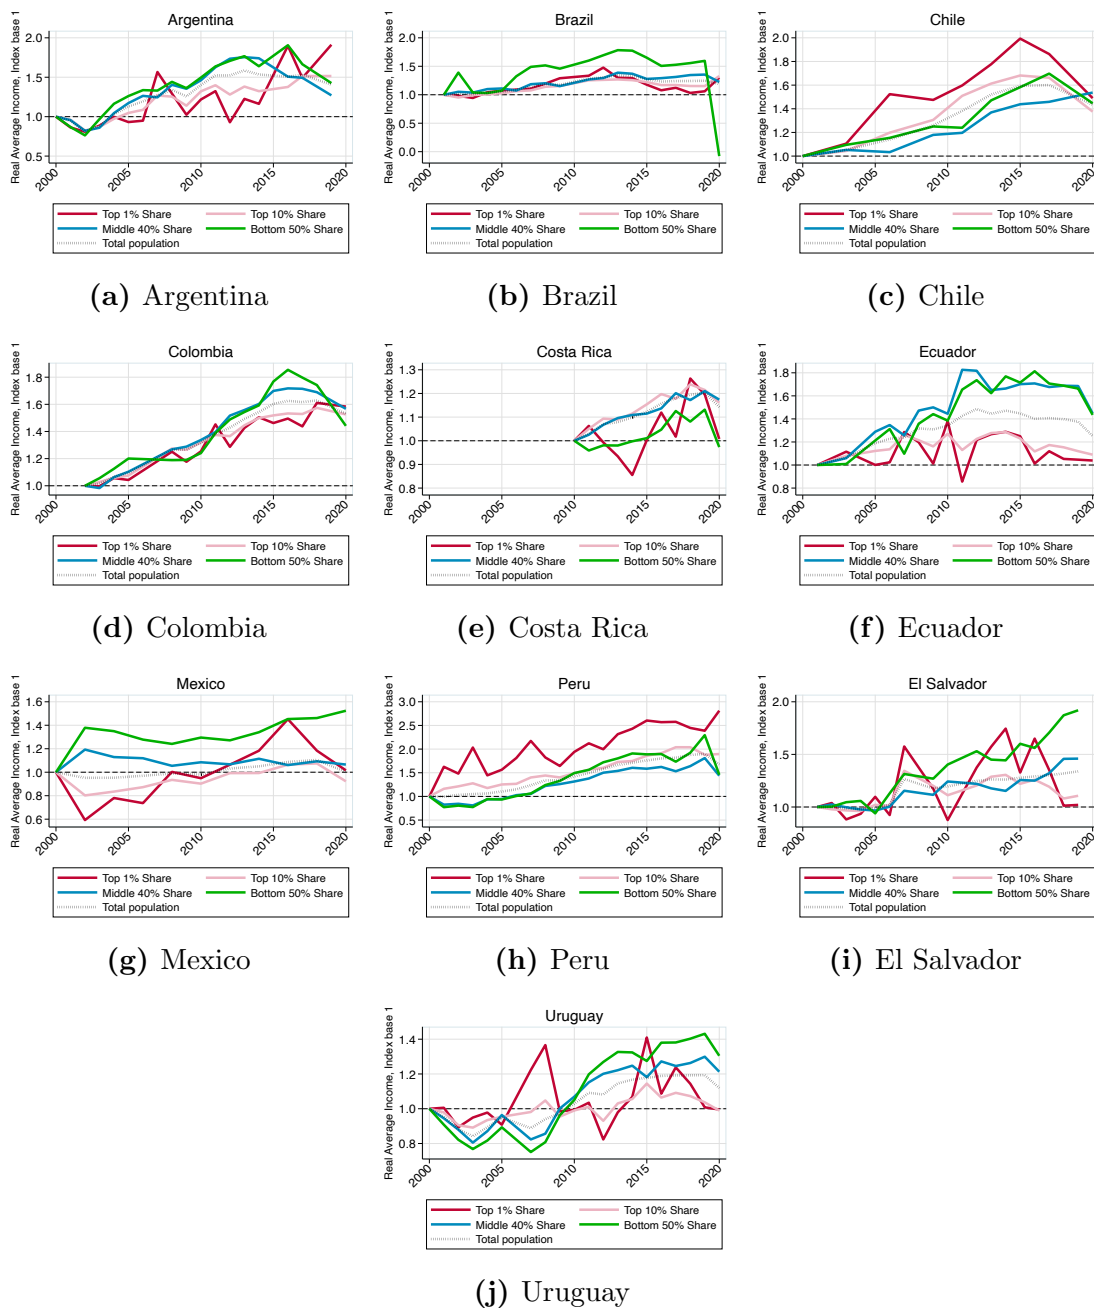 Argentina
Real Average Income, Index base 1
2.0
1.5
1.0
0.5
2000
2005
2010
2015
2020
Top 1% Share
Top 10% Share
Middle 40% Share
Bottom 50% Share
Total population
(a) Argentina
Brazil
Real Average Income, Index base 1
2.0
1.5
1.0
0.5
0.0
2000
2005
2010
2015
2020
Top 1% Share
Top 10% Share
Middle 40% Share
Bottom 50% Share
Total population
(b) Brazil
Chile
Real Average Income, Index base 1
2.0
1.8
1.6
1.4
1.2
1.0
2000
2005
2010
2015
2020
Top 1% Share
Top 10% Share
Middle 40% Share
Bottom 50% Share
Total population
(c) Chile
Colombia
Real Average Income, Index base 1
1.8
1.6
1.4
1.2
1.0
2000
2005
2010
2015
2020
Top 1% Share
Top 10% Share
Middle 40% Share
Bottom 50% Share
Total population
(d) Colombia
Costa Rica
Real Average Income, Index base 1
1.3
1.2
1.1
1.0
0.9
0.8
2000
2005
2010
2015
2020
Top 1% Share
Top 10% Share
Middle 40% Share
Bottom 50% Share
Total population
(e) Costa Rica
Ecuador
Real Average Income, Index base 1
1.8
1.6
1.4
1.2
1.0
0.8
2000
2005
2010
2015
2020
Top 1% Share
Top 10% Share
Middle 40% Share
Bottom 50% Share
Total population
(f) Ecuador
Mexico
Real Average Income, Index base 1
1.6
1.4
1.2
1.0
0.8
0.6
2000
2005
2010
2015
2020
Top 1% Share
Top 10% Share
Middle 40% Share
Bottom 50% Share
Total population
(g) Mexico
Peru
Real Average Income, Index base 1
3.0
2.5
2.0
1.5
1.0
0.5
2000
2005
2010
2015
2020
Top 1% Share
Top 10% Share
Middle 40% Share
Bottom 50% Share
Total population
(h) Peru
El Salvador
Real Average Income, Index base 1
2.0
1.5
1.0
2000
2005
2010
2015
2020
Top 1% Share
Top 10% Share
Middle 40% Share
Bottom 50% Share
Total population
(i) El Salvador
Uruguay
Real Average Income, Index base 1
1.4
1.2
1.0
0.8
2000
2005
2010
2015
2020
Top 1% Share
Top 10% Share
Middle 40% Share
Bottom 50% Share
Total population
(j) Uruguay